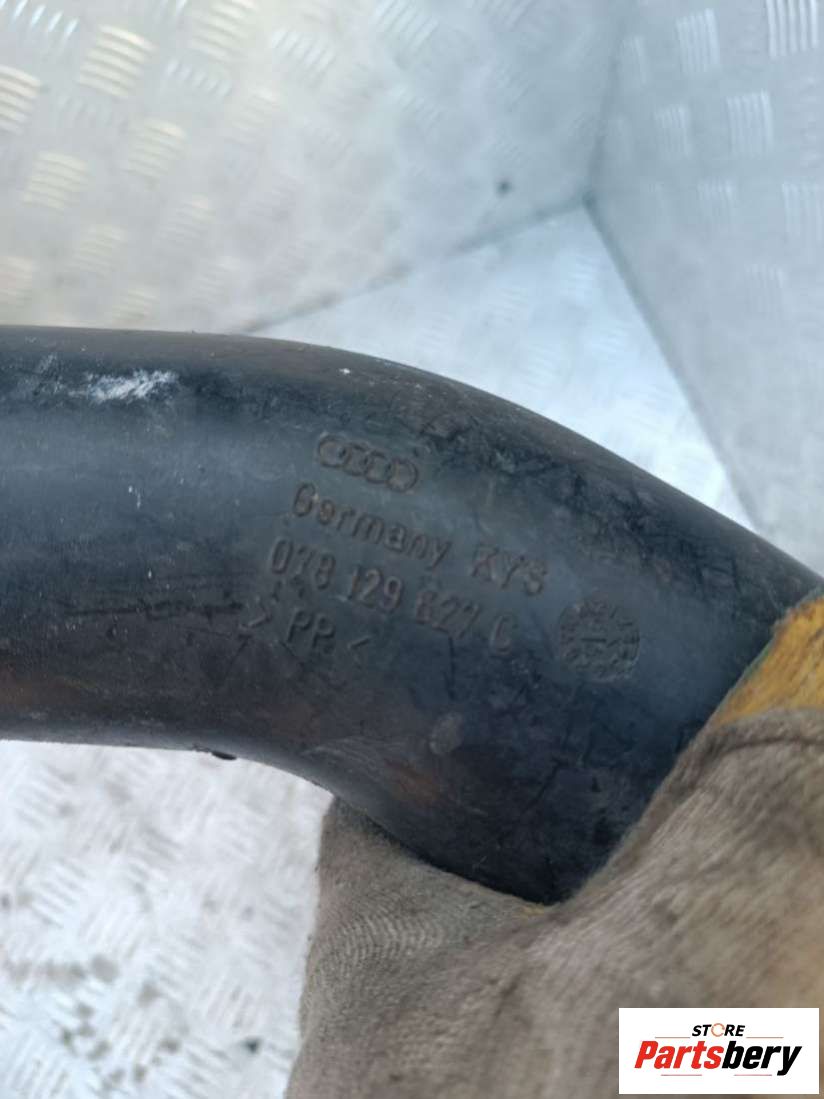 Germany KYS
078 129 627 C
> PP <
STORE
Partsbery